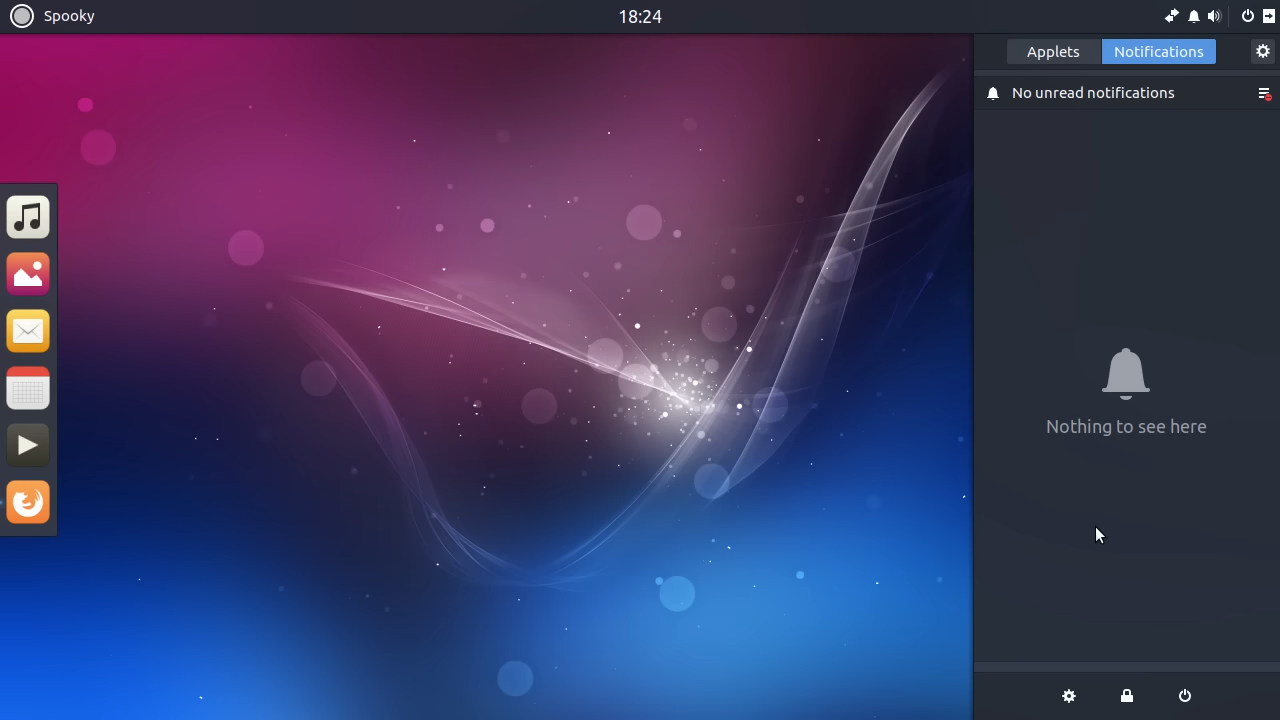 Spooky
18:24
Applets
Notifications
No unread notifications
Nothing to see here